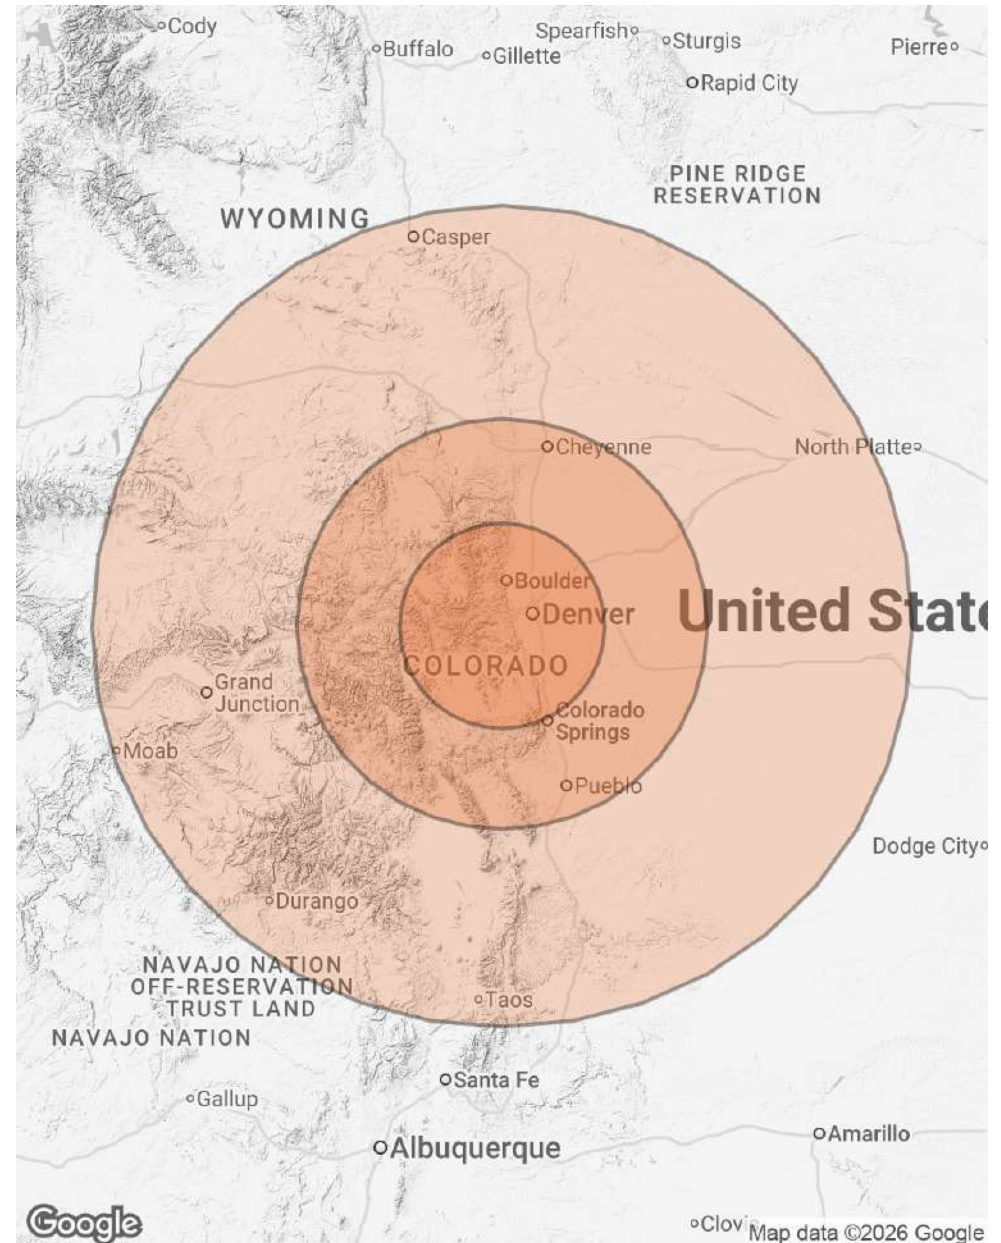 Cody
Buffalo
Gillette
Spearfish
Sturgis
Pierre
Rapid City
PINE RIDGE
RESERVATION
WYOMING
Casper
Cheyenne
North Platte
Boulder
Denver
United State
COLORADO
Grand
Junction
Colorado
Springs
Moab
Pueblo
Dodge City
Durango
NAVAJO NATION
OFF-RESERVATION
TRUST LAND
Taos
NAVAJO NATION
Santa Fe
Gallup
Amarillo
Albuquerque
Google
Clovi
Map data ©2026 Google